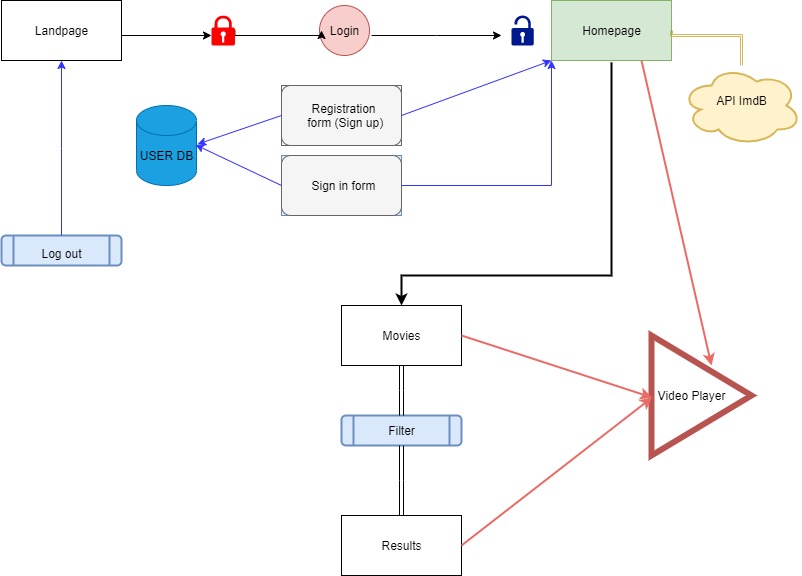 Landpage
Login
Homepage
API ImdB
Registration
form (Sign up)
USER DB
Sign in form
Log out
Movies
Video Player
Filter
Results